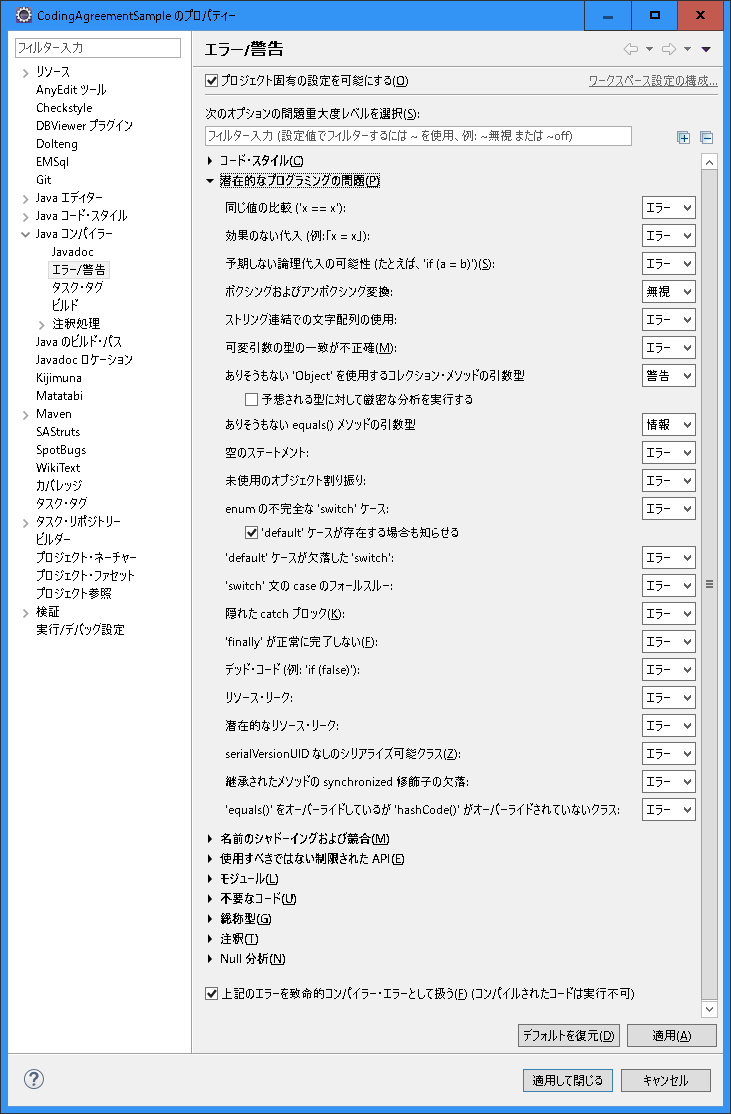 CodingAgreementSample のプロパティー
フィルター入力
リソース
AnyEdit ツール
Checkstyle
DBViewer プラグイン
Dolteng
EMSql
Git
Java エディター
Java コード・スタイル
Java コンパイラー
Javadoc
エラー/警告
タスク・タグ
ビルド
注釈処理
Java のビルド・パス
Javadoc ロケーション
Kijimuna
Matatabi
Maven
SAStruts
SpotBugs
WikiText
カバレッジ
タスク・タグ
タスク・リポジトリー
ビルダー
プロジェクト・ネーチャー
プロジェクト・ファセット
プロジェクト参照
検証
実行/デバッグ設定
エラー/警告
プロジェクト固有の設定を可能にする(O)
ワークスペース設定の構成...
次のオプションの問題重大度レベルを選択(S):
フィルター入力 (設定値でフィルターするには ~ を使用、例: ~無視 または ~off)
コード・スタイル(C)
潜在的なプログラミングの問題(P)
同じ値の比較 ('x == x'): エラー
効果のない代入 (例:「x = x」): エラー
予期しない論理代入の可能性 (たとえば、'if (a = b)')(S): エラー
ボクシングおよびアンボクシング変換: 無視
ストリング連結での文字配列の使用: エラー
可変引数の型の一致が不正確(M): エラー
ありそうもない 'Object' を使用するコレクション・メソッドの引数型 警告
予想される型に対して厳密な分析を実行する
ありそうもない equals() メソッドの引数型 情報
空のステートメント: エラー
未使用のオブジェクト割り振り: エラー
enum の不完全な 'switch' ケース: エラー
'default' ケースが存在する場合も知らせる
'default' ケースが欠落した 'switch': エラー
'switch' 文の case のフォールスルー: エラー
隠れた catch ブロック(K): エラー
'finally' が正常に完了しない(F): エラー
デッド・コード (例: 'if (false)'): エラー
リソース・リーク: エラー
潜在的なリソース・リーク: エラー
serialVersionUID なしのシリアライズ可能クラス(Z): エラー
継承されたメソッドの synchronized 修飾子の欠落: エラー
'equals()' をオーバーライドしているが 'hashCode()' がオーバーライドされていないクラス: エラー
名前のシャドーイングおよび競合(M)
使用すべきではない制限された API(E)
モジュール(L)
不要なコード(U)
総称型(G)
注釈(T)
Null 分析(N)
上記のエラーを致命的コンパイラー・エラーとして扱う(F) (コンパイルされたコードは実行不可)
デフォルトを復元(D)
適用(A)
適用して閉じる
キャンセル